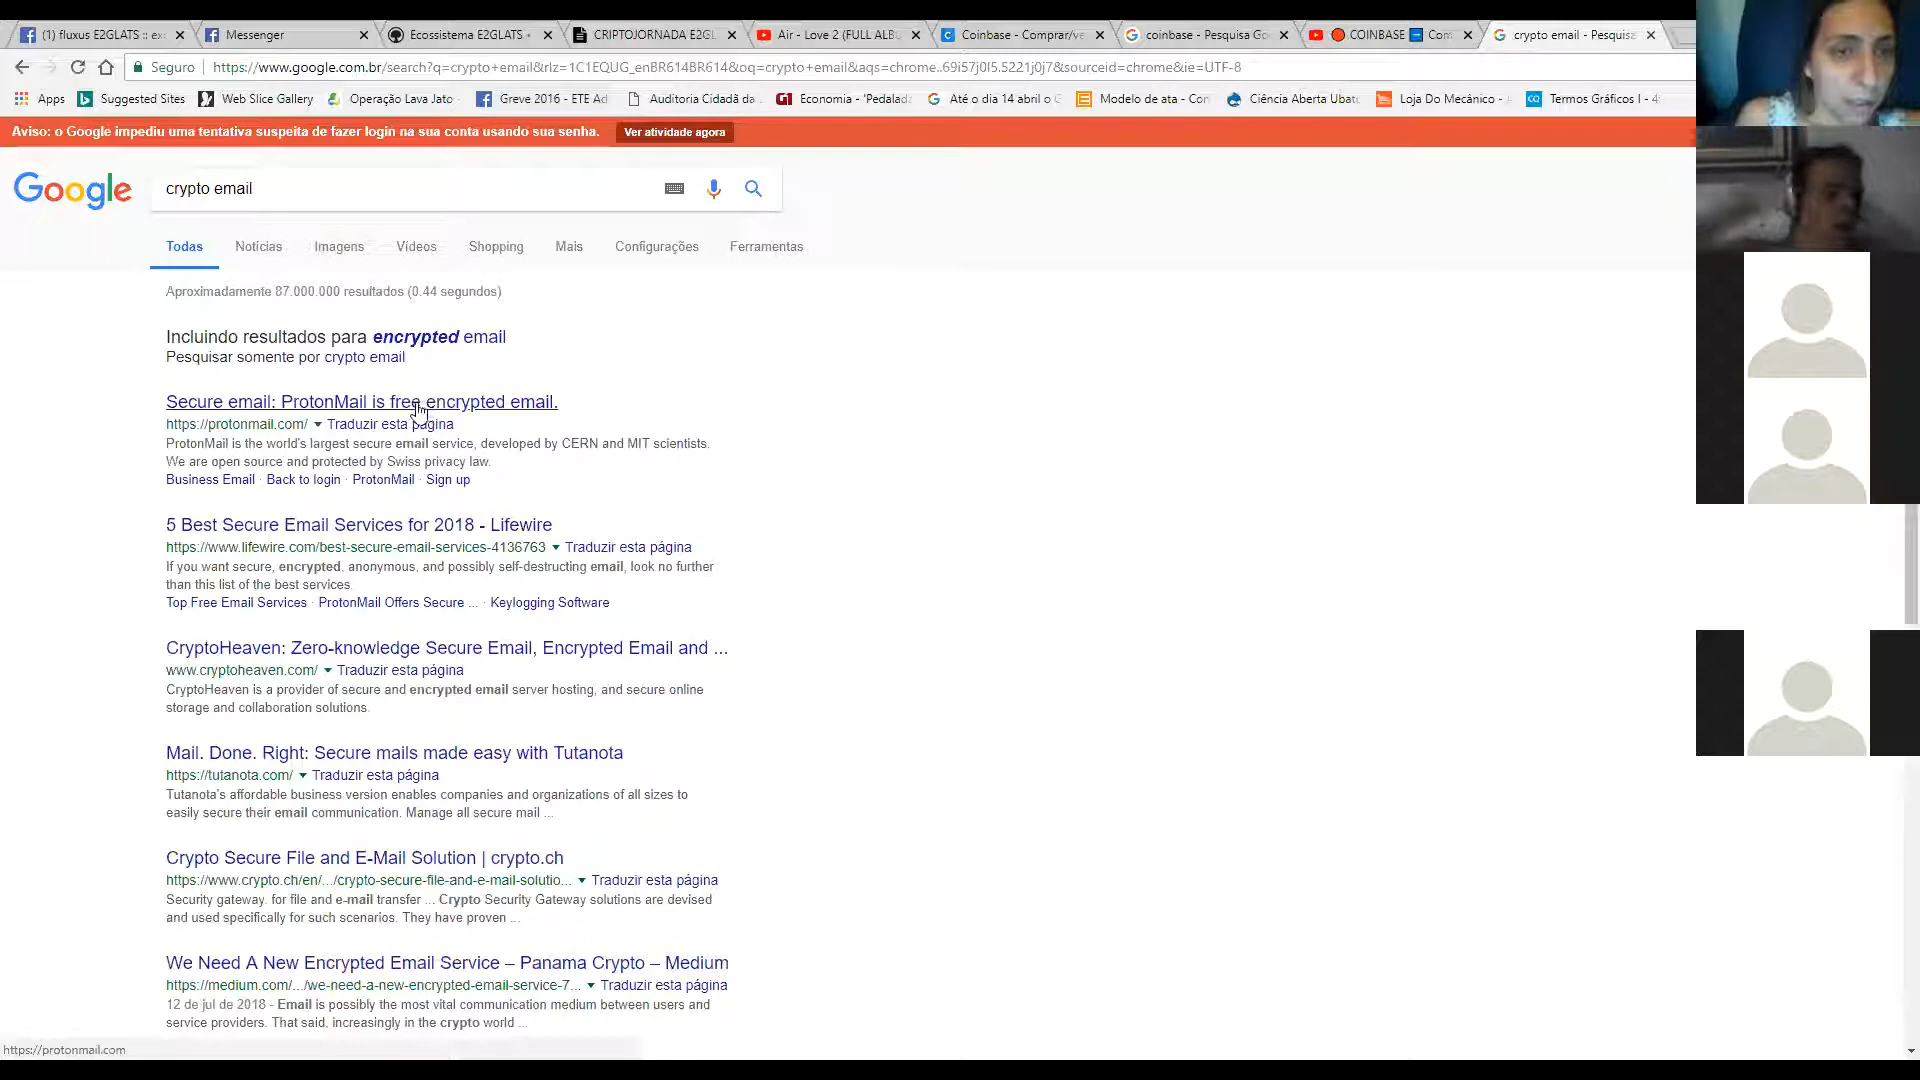 (1) fluxus E2GLATS :: ex
Messenger
Ecossistema E2GLATS
CRIPTOJORNADA E2GL
Air - Love 2 (FULL ALBU
Coinbase - Comprar/ve
coinbase - Pesquisa Go
COINBASE Com
crypto email - Pesquis
Seguro https://www.google.com.br/search?q=crypto+email&rlz=1C1EQUG_enBR614BR614&oq=crypto+email&aqs=chrome..69i57j0l5.5221j0j7&sourceid=chrome&ie=UTF-8
Apps Suggested Sites Web Slice Gallery Operação Lava Jato Greve 2016 - ETE Ad Auditoria Cidadã da Economia - 'Pedalad Até o dia 14 abril o Modelo de ata - Con Ciência Aberta Ubat Loja Do Mecânico - Termos Gráficos I - 4
Aviso: o Google impediu uma tentativa suspeita de fazer login na sua conta usando sua senha. Ver atividade agora
Google crypto email
Todas Notícias Imagens Vídeos Shopping Mais Configurações Ferramentas
Aproximadamente 87.000.000 resultados (0.44 segundos)
Incluindo resultados para encrypted email
Pesquisar somente por crypto email
Secure email: ProtonMail is free encrypted email.
https://protonmail.com/ Traduzir esta página
ProtonMail is the world's largest secure email service, developed by CERN and MIT scientists.
We are open source and protected by Swiss privacy law.
Business Email · Back to login · ProtonMail · Sign up
5 Best Secure Email Services for 2018 - Lifewire
https://www.lifewire.com/best-secure-email-services-4136763 Traduzir esta página
If you want secure, encrypted, anonymous, and possibly self-destructing email, look no further
than this list of the best services.
Top Free Email Services · ProtonMail Offers Secure ... · Keylogging Software
CryptoHeaven: Zero-knowledge Secure Email, Encrypted Email and ...
www.cryptoheaven.com/ Traduzir esta página
CryptoHeaven is a provider of secure and encrypted email server hosting, and secure online
storage and collaboration solutions.
Mail. Done. Right: Secure mails made easy with Tutanota
https://tutanota.com/ Traduzir esta página
Tutanota's affordable business version enables companies and organizations of all sizes to
easily secure their email communication. Manage all secure mail ...
Crypto Secure File and E-Mail Solution | crypto.ch
https://www.crypto.ch/en/.../crypto-secure-file-and-e-mail-solutio... Traduzir esta página
Security gateway. for file and e-mail transfer ... Crypto Security Gateway solutions are devised
and used specifically for such scenarios. They have proven ...
We Need A New Encrypted Email Service – Panama Crypto – Medium
https://medium.com/.../we-need-a-new-encrypted-email-service-7... Traduzir esta página
12 de jul de 2018 - Email is possibly the most vital communication medium between users and
service providers. That said, increasingly in the crypto world ...
https://protonmail.com